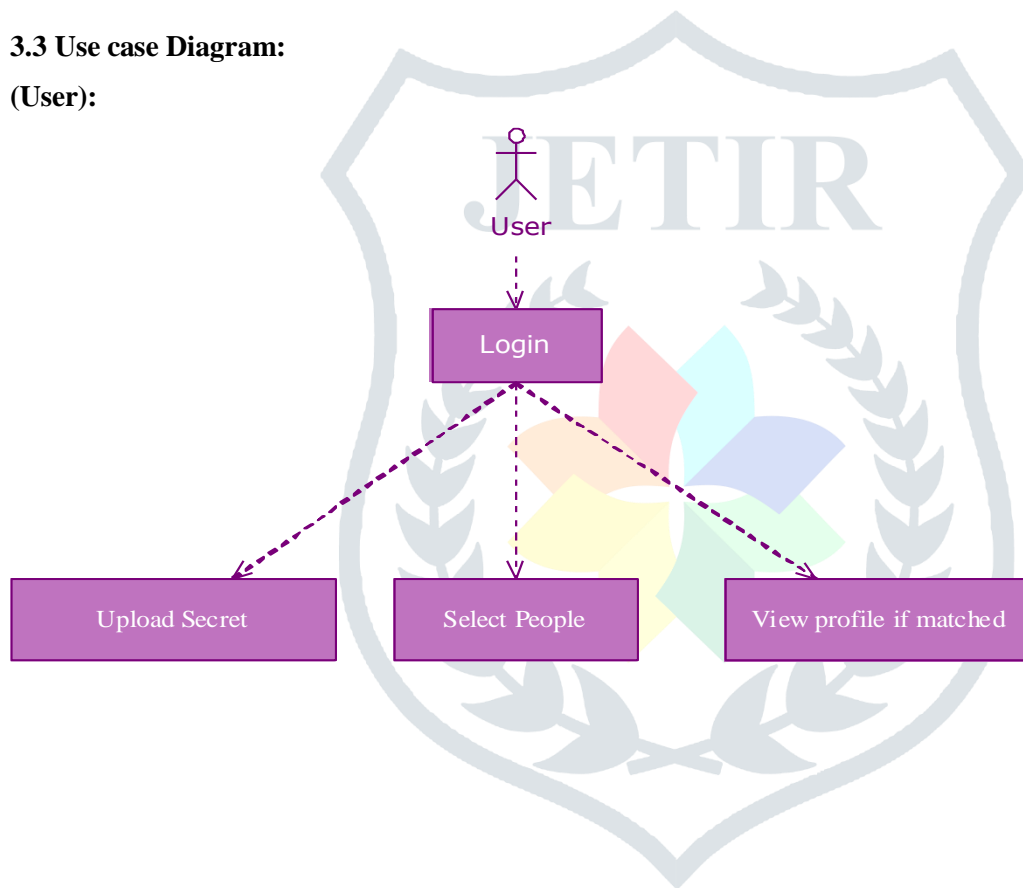 3.3 Use case Diagram:
(User):
JETIR
User
Login
Upload Secret
Select People
View profile if matched